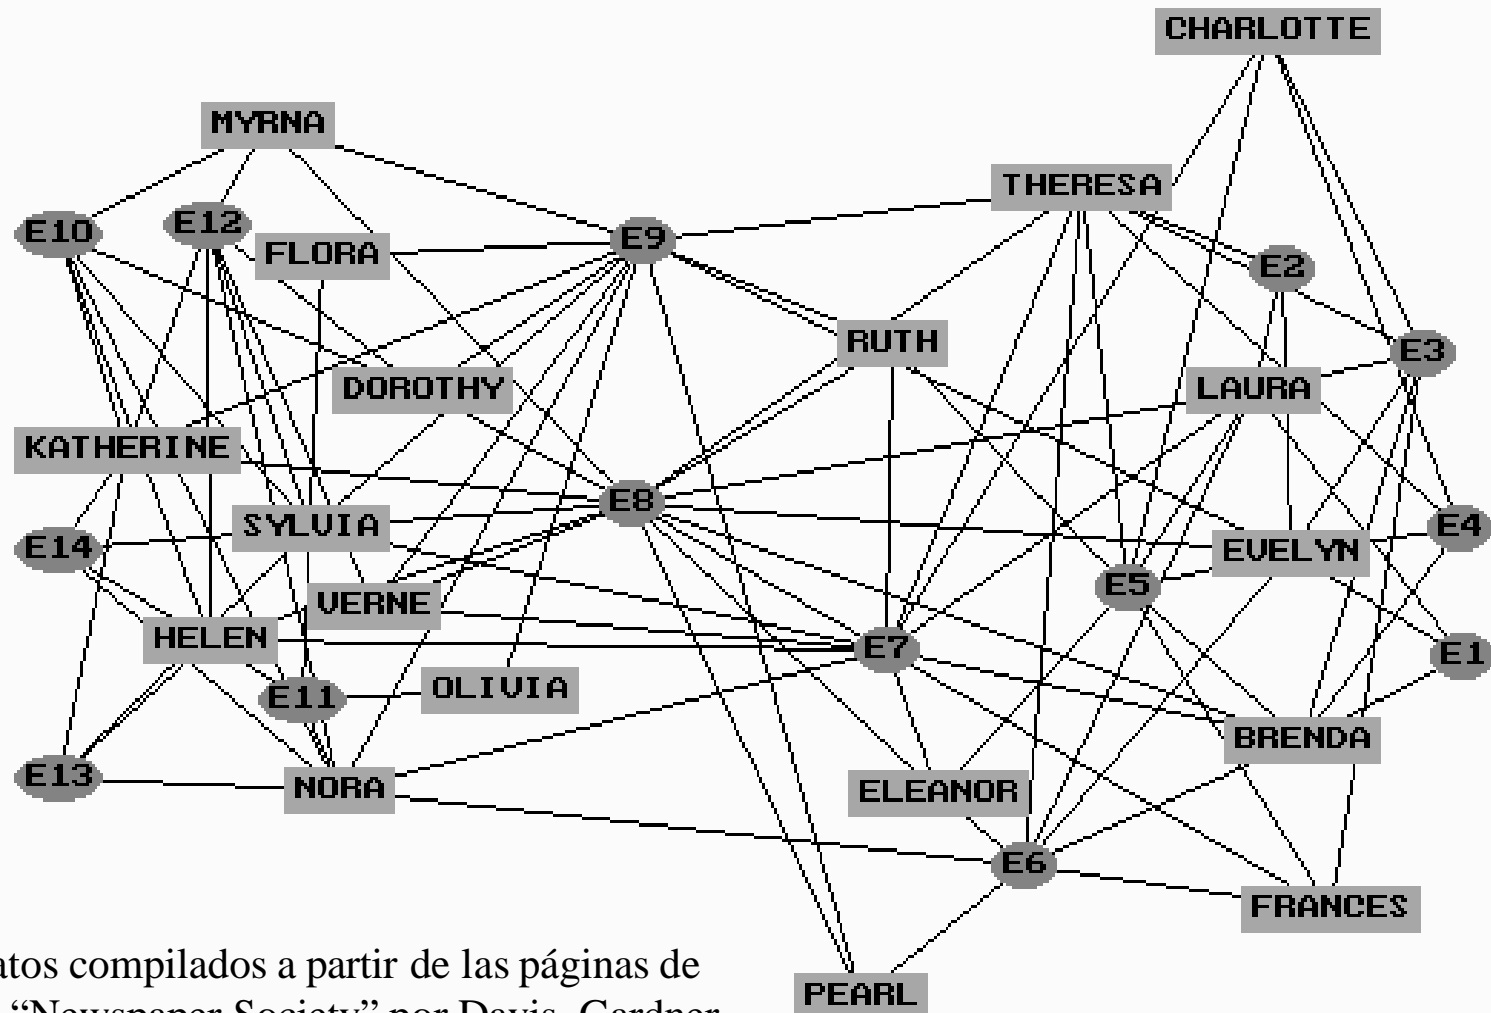 CHARLOTTE
MYRNA
THERESA
E10
E12
FLORA
E9
E2
RUTH
E3
DOROTHY
LAURA
KATHERINE
E8
SYLVIA
E4
E14
EVELYN
E5
VERNE
HELEN
E7
E1
OLIVIA
E11
BRENDA
E13
NORA
ELEANOR
E6
FRANCES
atos compilados a partir de las páginas de
PEARL
“Newspaper Society” por Davis, Gardner